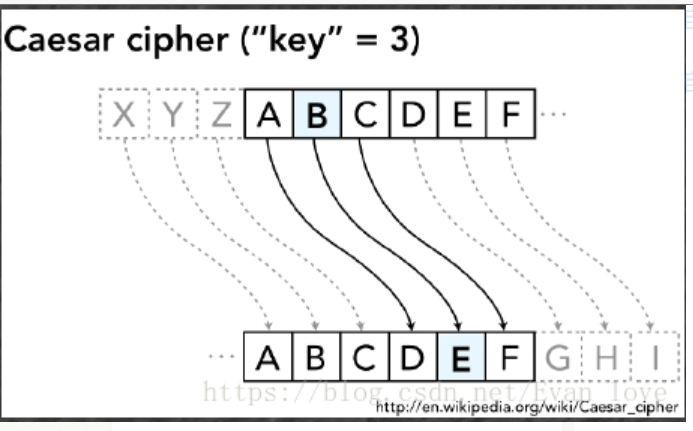 Caesar cipher ("key" = 3)
X Y Z A B C D E F ...
... A B C D E F G H I
https://blog.csdn.net/Evan_love
http://en.wikipedia.org/wiki/Caesar_cipher